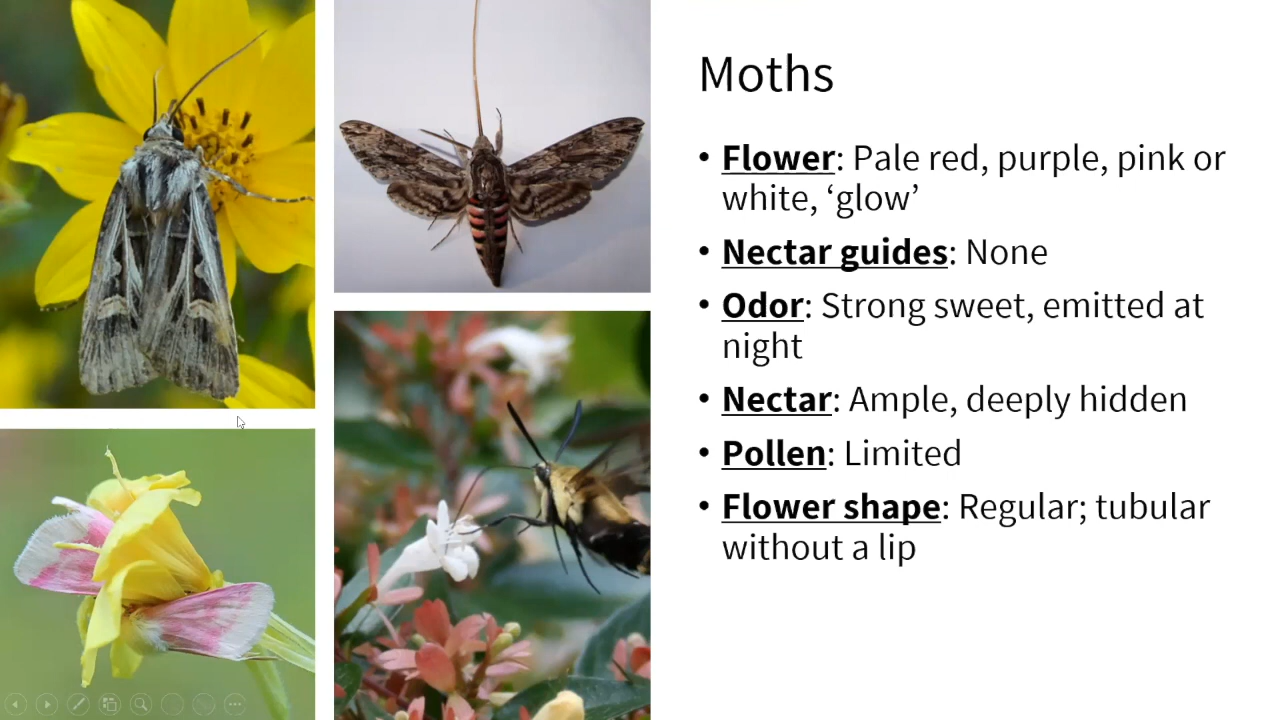 Moths
• Flower: Pale red, purple, pink or
white, ‘glow’
• Nectar guides: None
• Odor: Strong sweet, emitted at
night
• Nectar: Ample, deeply hidden
• Pollen: Limited
• Flower shape: Regular; tubular
without a lip